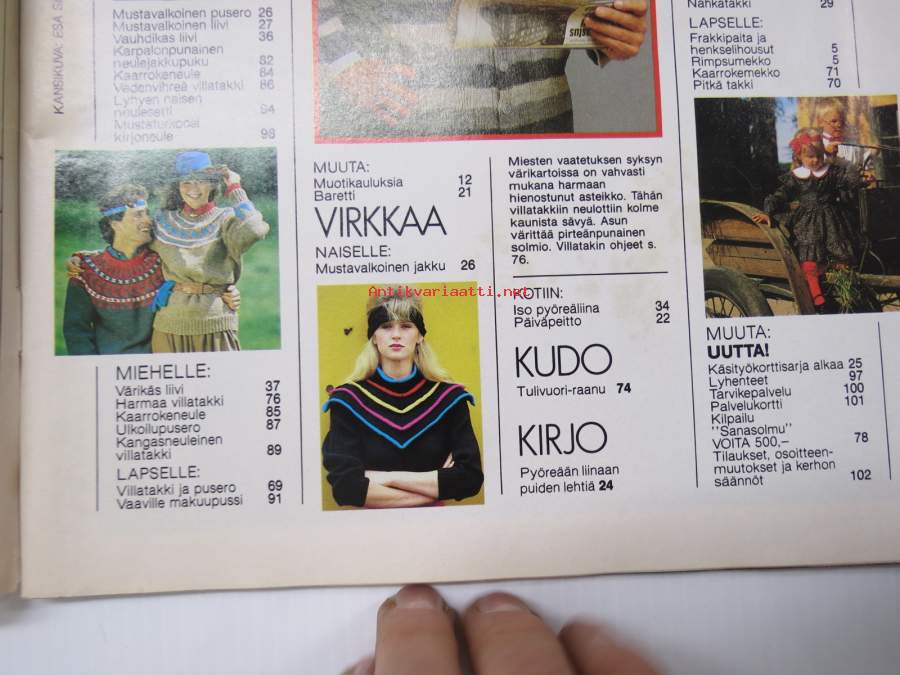 KANSIKUVA: ESA
Mustavalkoinen pusero 26
Mustavalkoinen liivi 27
Vauhdikas liivi 36
Karpalonpunainen
neulejakkupuku 82
Kaarrokeneule 84
Vedenvihreä villatakki 86
Lyhyen naisen
neulesetti 94
kirjoneule 98
MIEHELLE:
Värikäs liivi 37
Harmaa villatakki 76
Kaarrokeneule 85
Ulkoilupusero 87
Kangasneuleinen
villatakki 89
LAPSELLE:
Villatakki ja pusero 69
Vaaville makuupussi 91
MUUTA:
Muotikauluksia 12
Baretti 21
VIRKKAA
NAISELLE:
Mustavalkoinen jakku 26
Miesten vaatetuksen syksyn
värikartoissa on vahvasti
mukana harmaan
hienostunut asteikko. Tähän
villatakkiin neulottiin kolme
kaunista sävyä. Asun
värittää pirteänpunainen
solmio. Villatakin ohjeet s.
76.
Antikvariaatti.net
KOTIIN:
Iso pyöreäliina 34
Päiväpeitto 22
KUDO
Tulivuori-raanu 74
KIRJO
Pyöreään liinaan
puiden lehtiä 24
Nahkatakki 29
LAPSELLE:
Frakkipaita ja
henkselihousut 5
Rimpsumekko 5
Kaarrokemekko 71
Pitkä takki 70
MUUTA:
UUTTA!
Käsityökorttisarja alkaa 25
Lyhenteet 97
Tarvikepalvelu 100
Palvelukortti 101
Kilpailu
"Sanasolmu"
VOITA 500,– 78
Tilaukset, osoitteen-
muutokset ja kerhon
säännöt 102